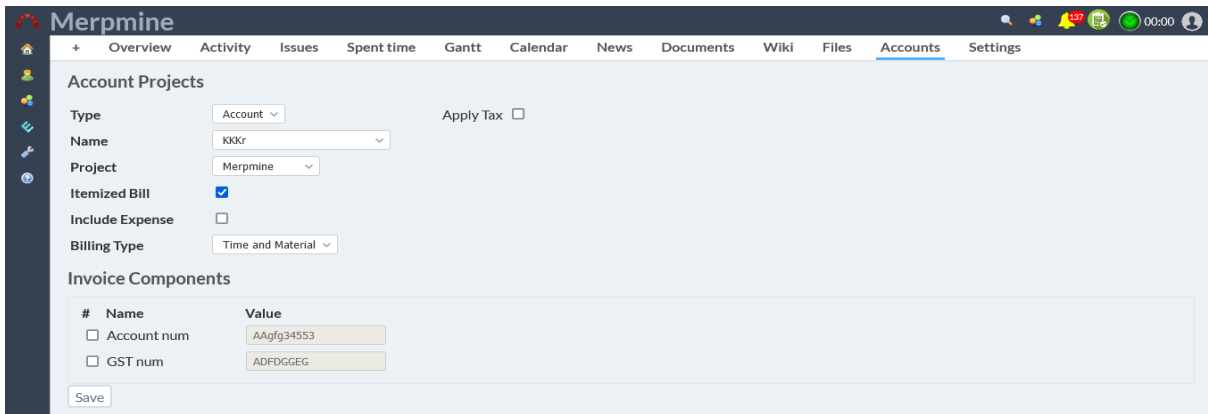 Merpmine
137
00:00
+ Overview Activity Issues Spent time Gantt Calendar News Documents Wiki Files Accounts Settings
Account Projects
Type Account Apply Tax
Name KKKr
Project Merpmine
Itemized Bill
Include Expense
Billing Type Time and Material
Invoice Components
# Name Value
Account num AAgfg34553
GST num ADFDGGEG
Save